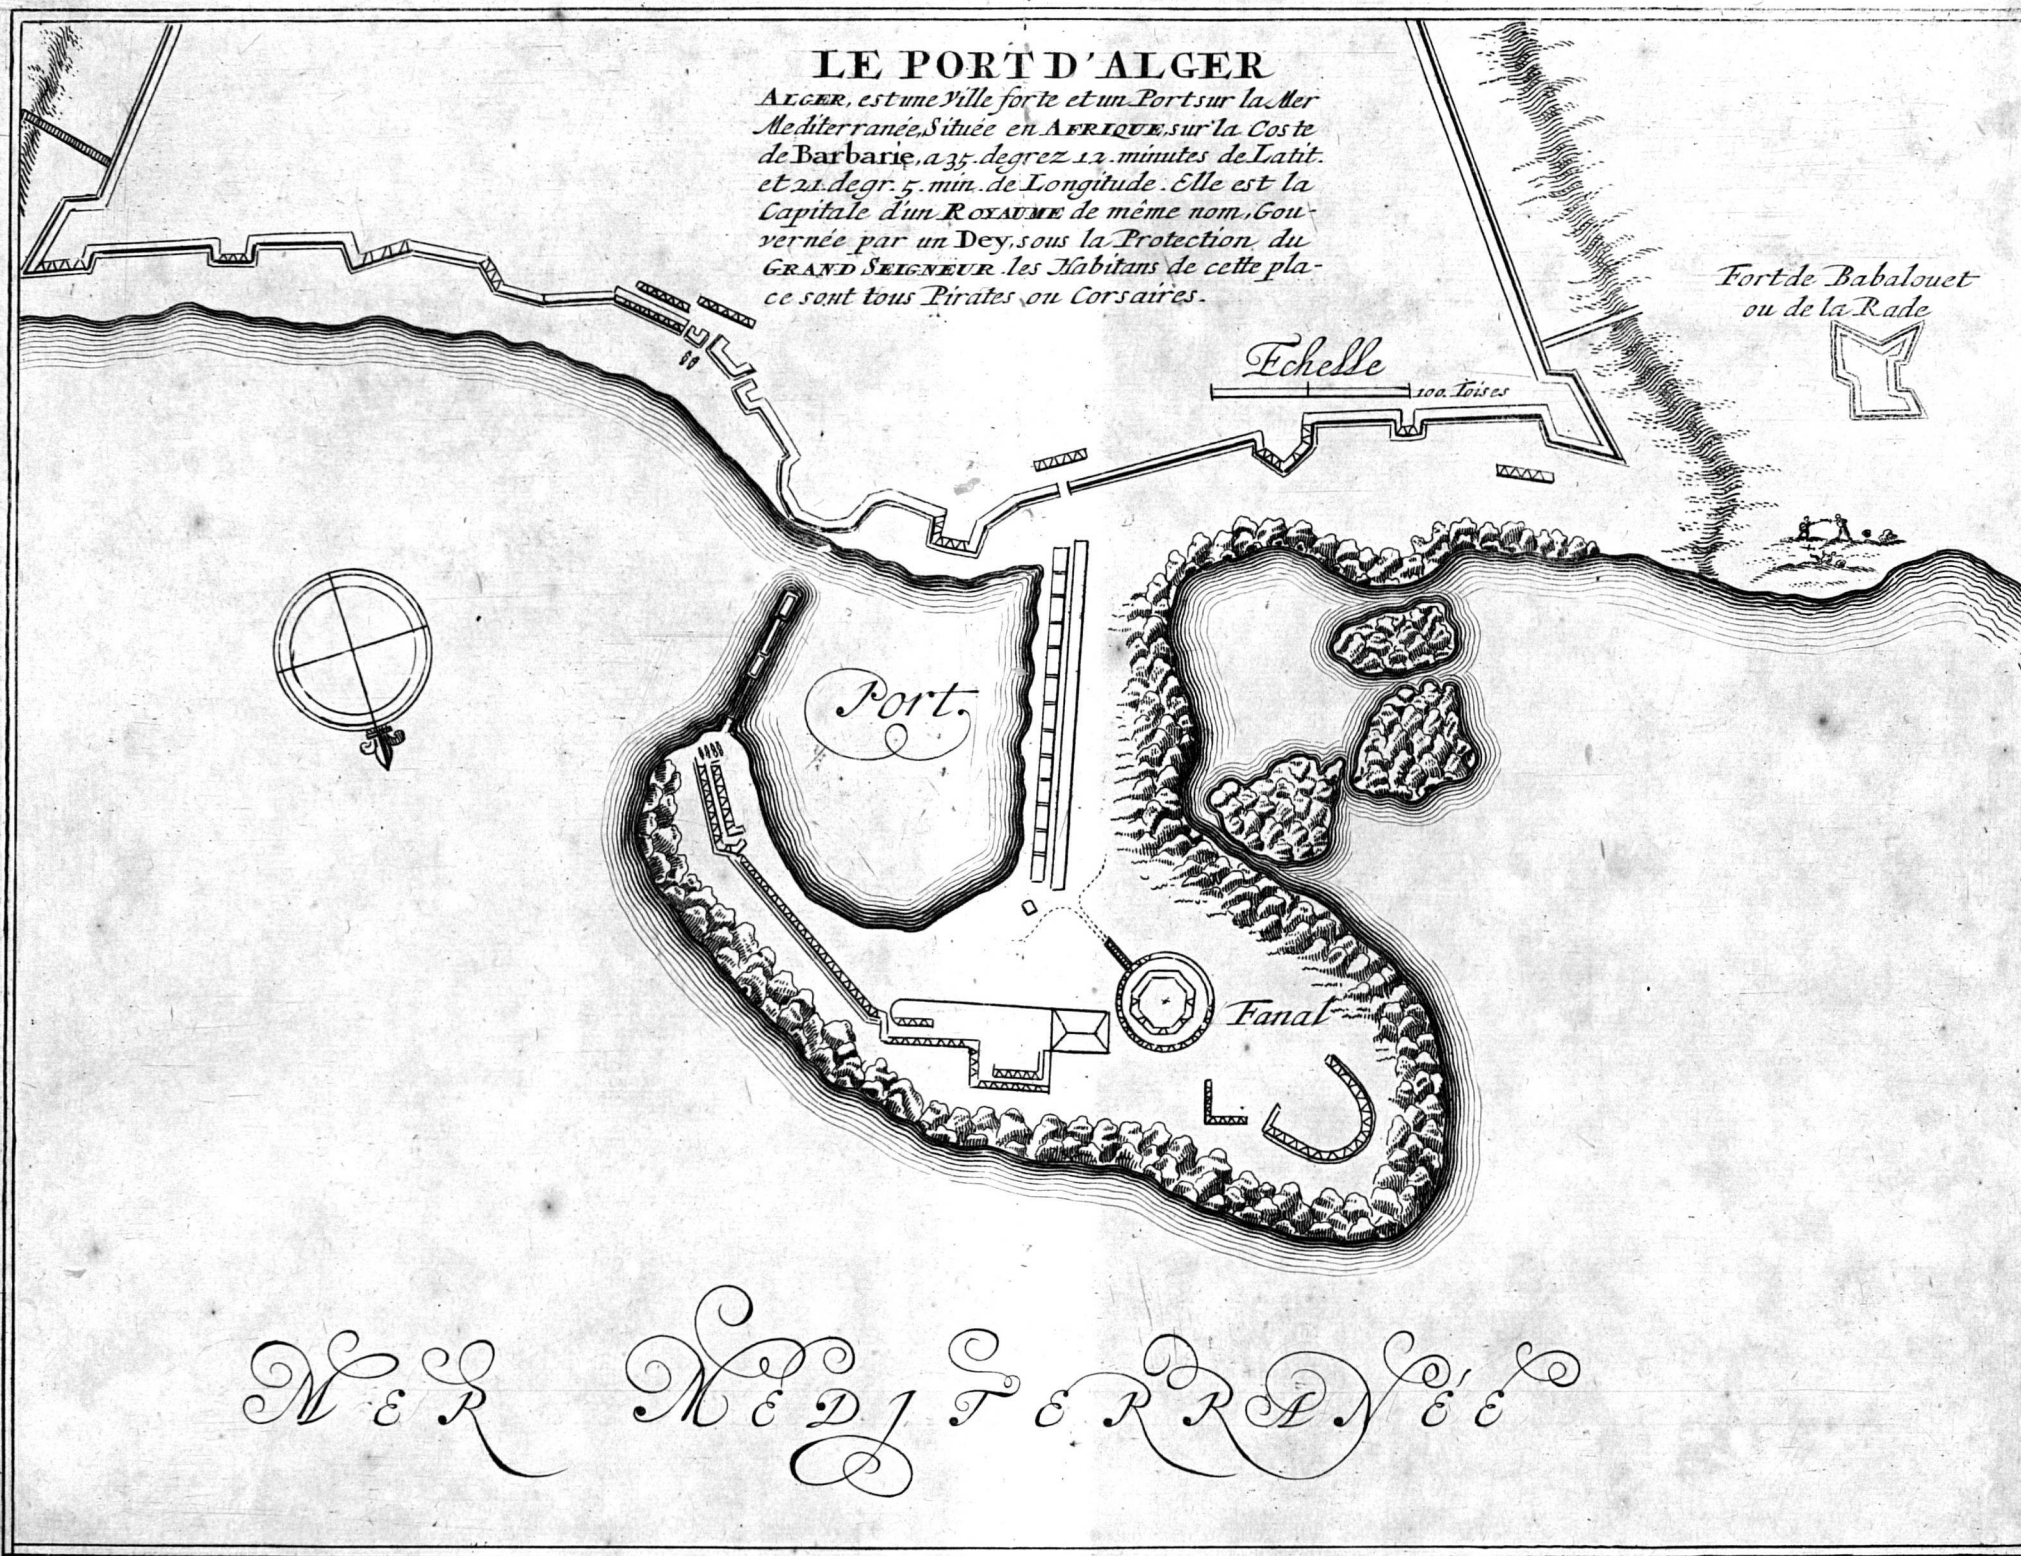 LE PORT D'ALGER
ALGER, est une Ville forte et un Port sur la Mer
Mediterranée, Située en AFRIQUE, sur la Coste
de Barbarie, a 35. degrez 12. minutes de Latit.
et 21. degr. 5. min. de Longitude. Elle est la
Capitale d'un ROYAUME de même nom, Gou-
vernée par un Dey, sous la Protection du
GRAND SEIGNEUR. les Habitans de cette pla-
ce sont tous Pirates ou Corsaires.
Fort de Babalouet
ou de la Rade
Echelle
100. Toises
Port.
Fanal
MER MEDITERRANÉE